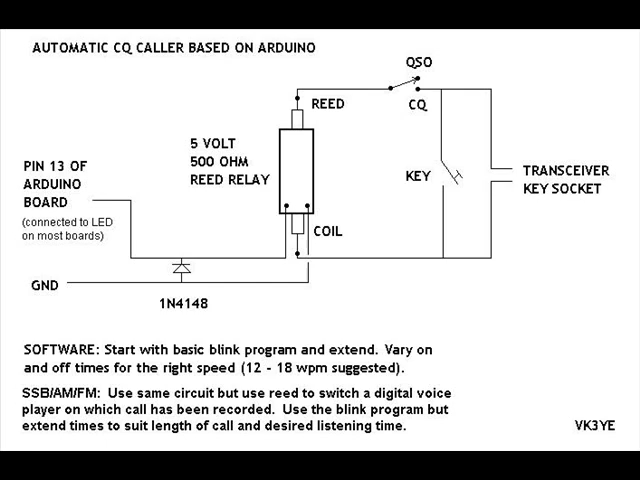 AUTOMATIC CQ CALLER BASED ON ARDUINO
QSO
REED
CQ
5 VOLT
500 OHM
REED RELAY
PIN 13 OF
ARDUINO
BOARD
(connected to LED
on most boards)
KEY
TRANSCEIVER
KEY SOCKET
COIL
GND
1N4148
SOFTWARE: Start with basic blink program and extend. Vary on
and off times for the right speed (12 - 18 wpm suggested).
SSB/AM/FM: Use same circuit but use reed to switch a digital voice
player on which call has been recorded. Use the blink program but
extend times to suit length of call and desired listening time.
VK3YE